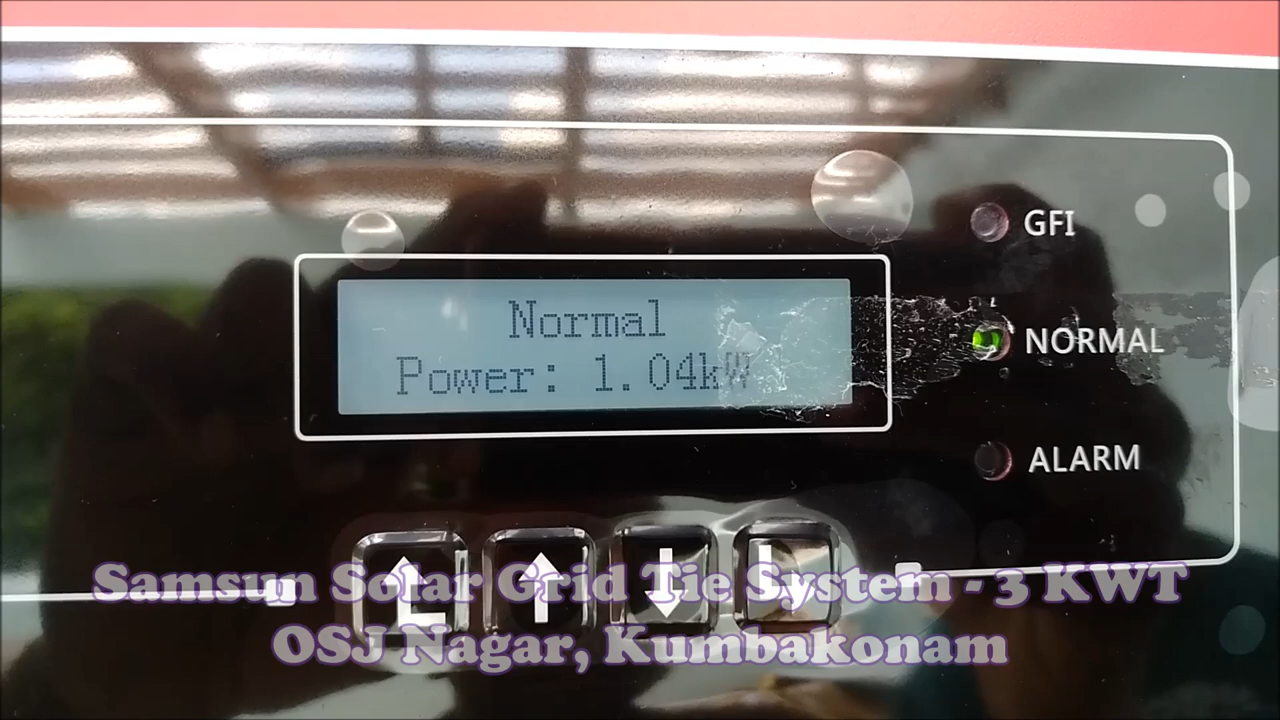 GFI
Normal
Power: 1.04kW
NORMAL
ALARM
Samsun Solar Grid Tie System - 3 KWT
OSJ Nagar, Kumbakonam